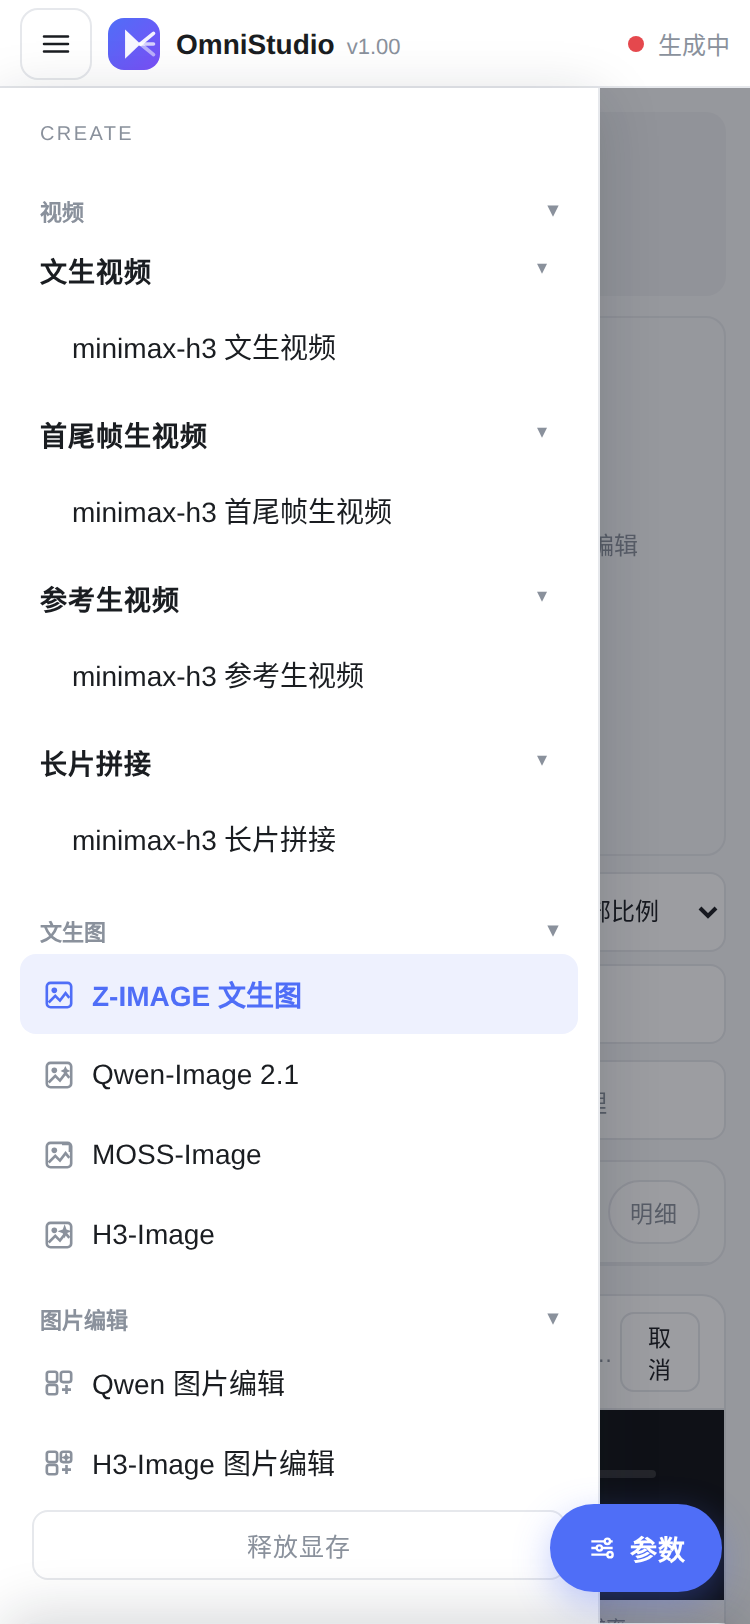 OmniStudio v1.00
生成中
CREATE
视频
文生视频
minimax-h3 文生视频
首尾帧生视频
minimax-h3 首尾帧生视频
编辑
参考生视频
minimax-h3 参考生视频
长片拼接
minimax-h3 长片拼接
部比例
文生图
Z-IMAGE 文生图
Qwen-Image 2.1
MOSS-Image
H3-Image
明细
图片编辑
取消
Qwen 图片编辑
H3-Image 图片编辑
释放显存
参数